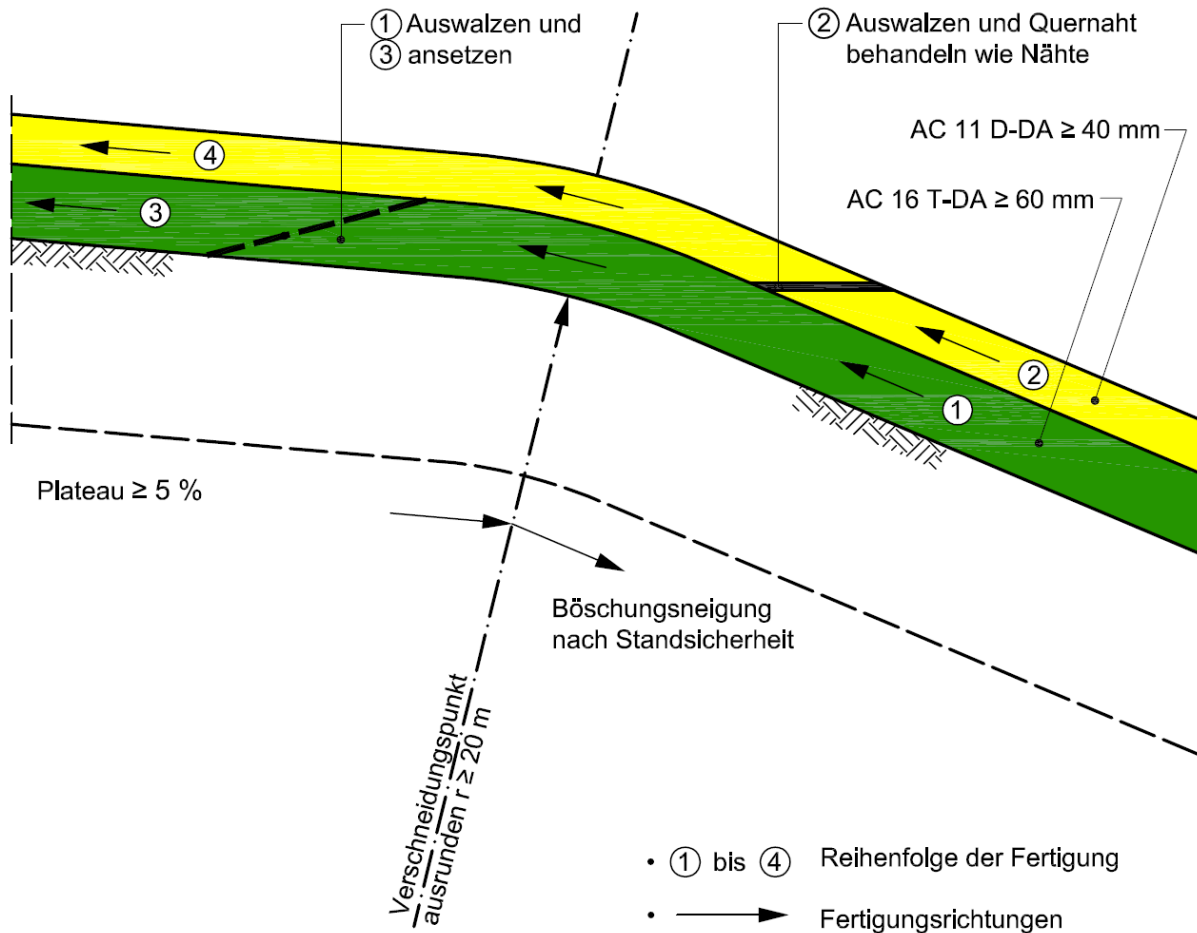 ① Auswalzen und
③ ansetzen
② Auswalzen und Quernaht
behandeln wie Nähte
AC 11 D-DA ≥ 40 mm
AC 16 T-DA ≥ 60 mm
④
③
②
①
Plateau ≥ 5 %
Böschungsneigung
nach Standsicherheit
Verschneidungspunkt
ausrunden r ≥ 20 m
• ① bis ④ Reihenfolge der Fertigung
• Fertigungsrichtungen